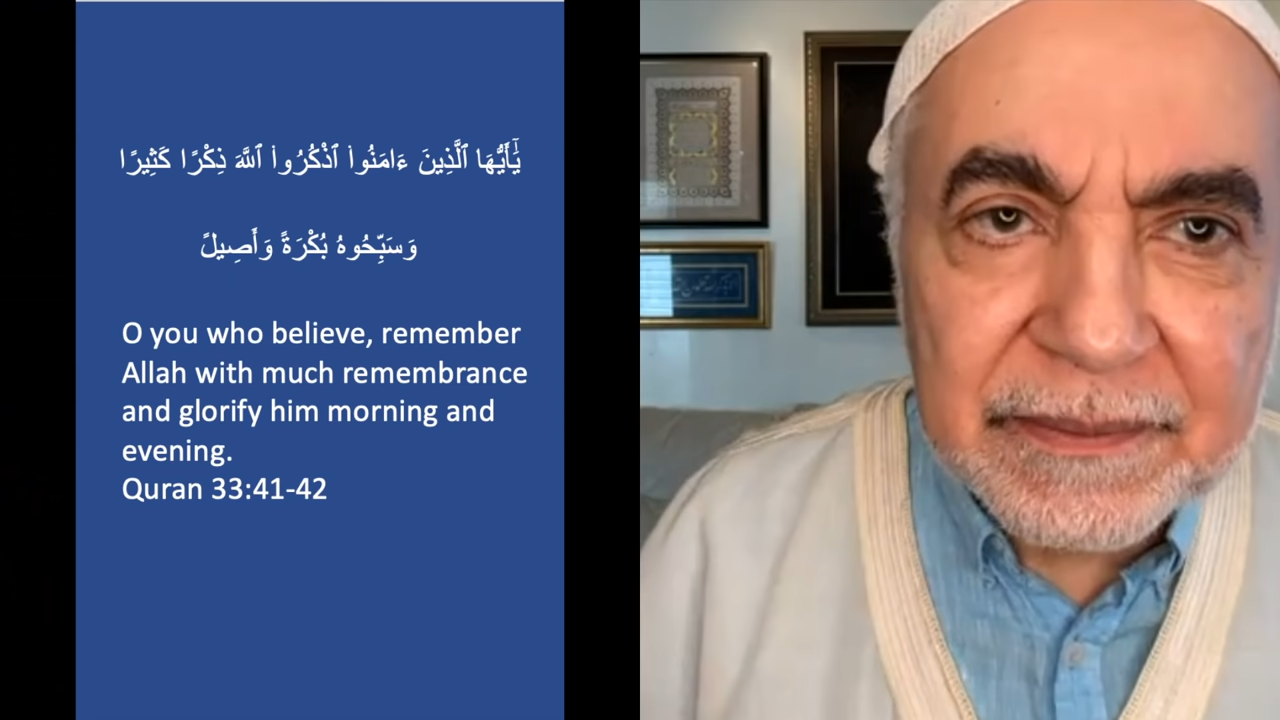 يَٰٓأَيُّهَا ٱلَّذِينَ ءَامَنُوا۟ ٱذْكُرُوا۟ ٱللَّهَ ذِكْرًا كَثِيرًا
وَسَبِّحُوهُ بُكْرَةً وَأَصِيلً
O you who believe, remember
Allah with much remembrance
and glorify him morning and
evening.
Quran 33:41-42